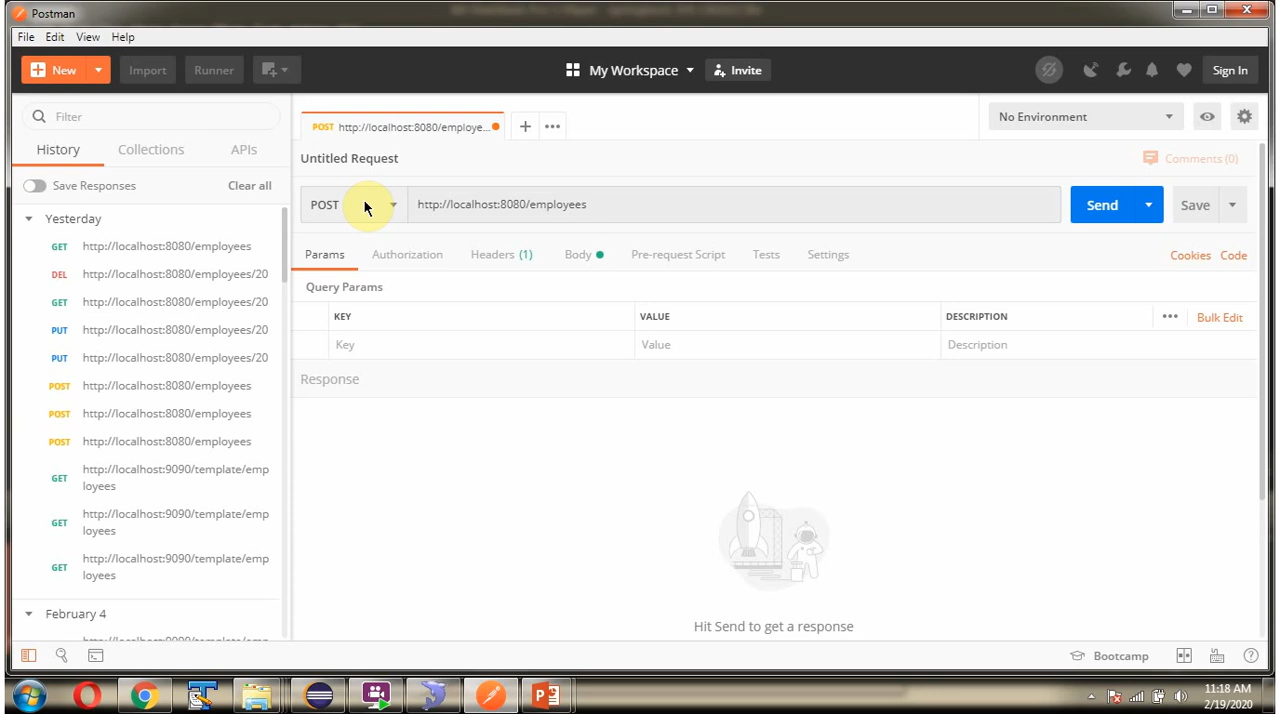 Postman
File Edit View Help
New Import Runner My Workspace Invite Sign In
Filter
History Collections APIs
Save Responses Clear all
Yesterday
GET http://localhost:8080/employees
DEL http://localhost:8080/employees/20
GET http://localhost:8080/employees/20
PUT http://localhost:8080/employees/20
PUT http://localhost:8080/employees/20
POST http://localhost:8080/employees
POST http://localhost:8080/employees
POST http://localhost:8080/employees
GET http://localhost:9090/template/emp
loyees
GET http://localhost:9090/template/emp
loyees
GET http://localhost:9090/template/emp
loyees
February 4
POST http://localhost:8080/employe...
No Environment
Untitled Request
Comments (0)
POST http://localhost:8080/employees Send Save
Params Authorization Headers (1) Body Pre-request Script Tests Settings Cookies Code
Query Params
KEY VALUE DESCRIPTION Bulk Edit
Key Value Description
Response
Hit Send to get a response
Bootcamp
11:18 AM
2/19/2020